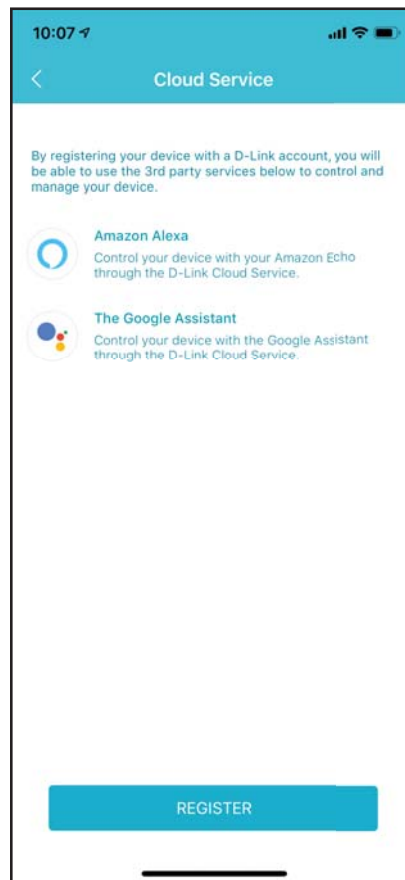 10:07
Cloud Service
By registering your device with a D-Link account, you will
be able to use the 3rd party services below to control and
manage your device.
Amazon Alexa
Control your device with your Amazon Echo
through the D-Link Cloud Service.
The Google Assistant
Control your device with the Google Assistant
through the D-Link Cloud Service.
REGISTER